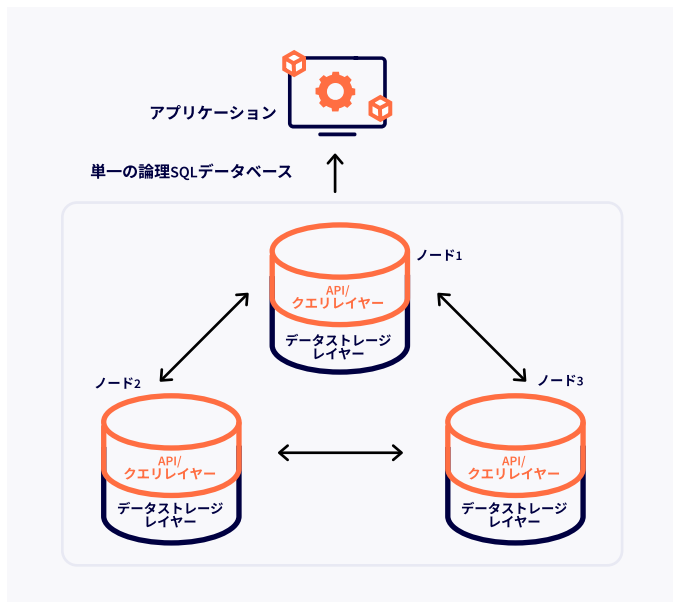 アプリケーション
単一の論理SQLデータベース
ノード1
API/
クエリレイヤー
データストレージ
レイヤー
ノード2
API/
クエリレイヤー
データストレージ
レイヤー
ノード3
API/
クエリレイヤー
データストレージ
レイヤー